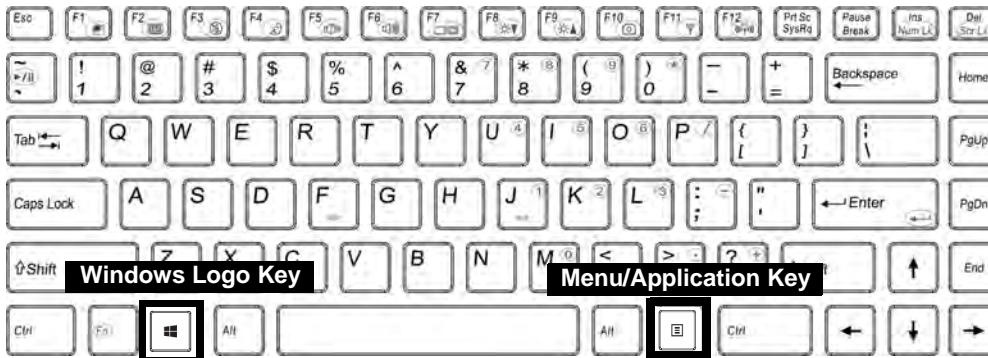 Esc F1 F2 F3 F4 F5 F6 F7 F8 F9 F10 F11 F12 Prt Sc SysRq Pause Break Ins Num Lk Del Scr Lk
~ ` ! 1 @ 2 # 3 $ 4 % 5 ^ 6 & 7 7 * 8 8 ( 9 9 ) 0 * _ - + = Backspace Home
Tab Q W E R T Y U 4 I 5 O 6 P / { [ } ] ¦ \ PgUp
Caps Lock A S D F G H J 1 K 2 L 3 : ; - " ' Enter PgDn
Shift Z X C V B N M 0 < > . ? + End
Windows Logo Key Menu/Application Key
Ctrl Fn Alt Alt Ctrl